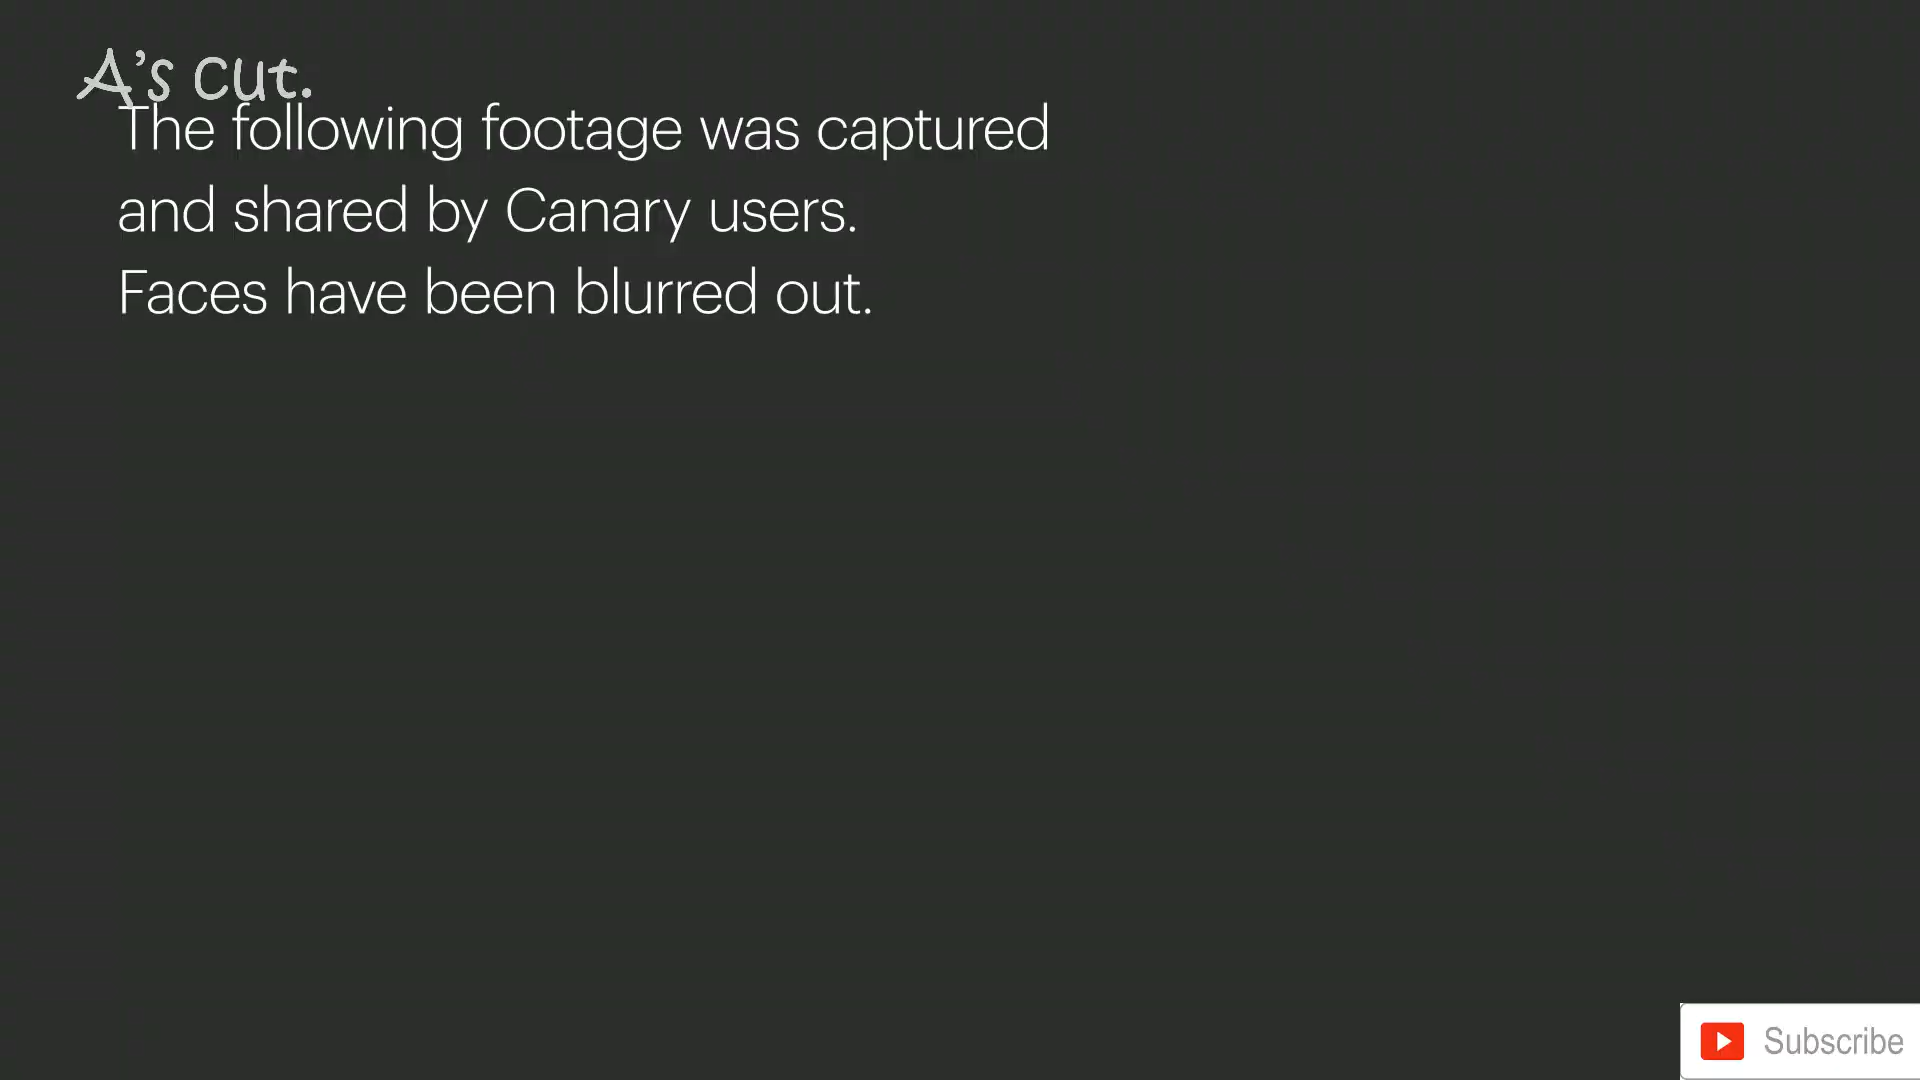 A's cut.
The following footage was captured
and shared by Canary users.
Faces have been blurred out.
Subscribe